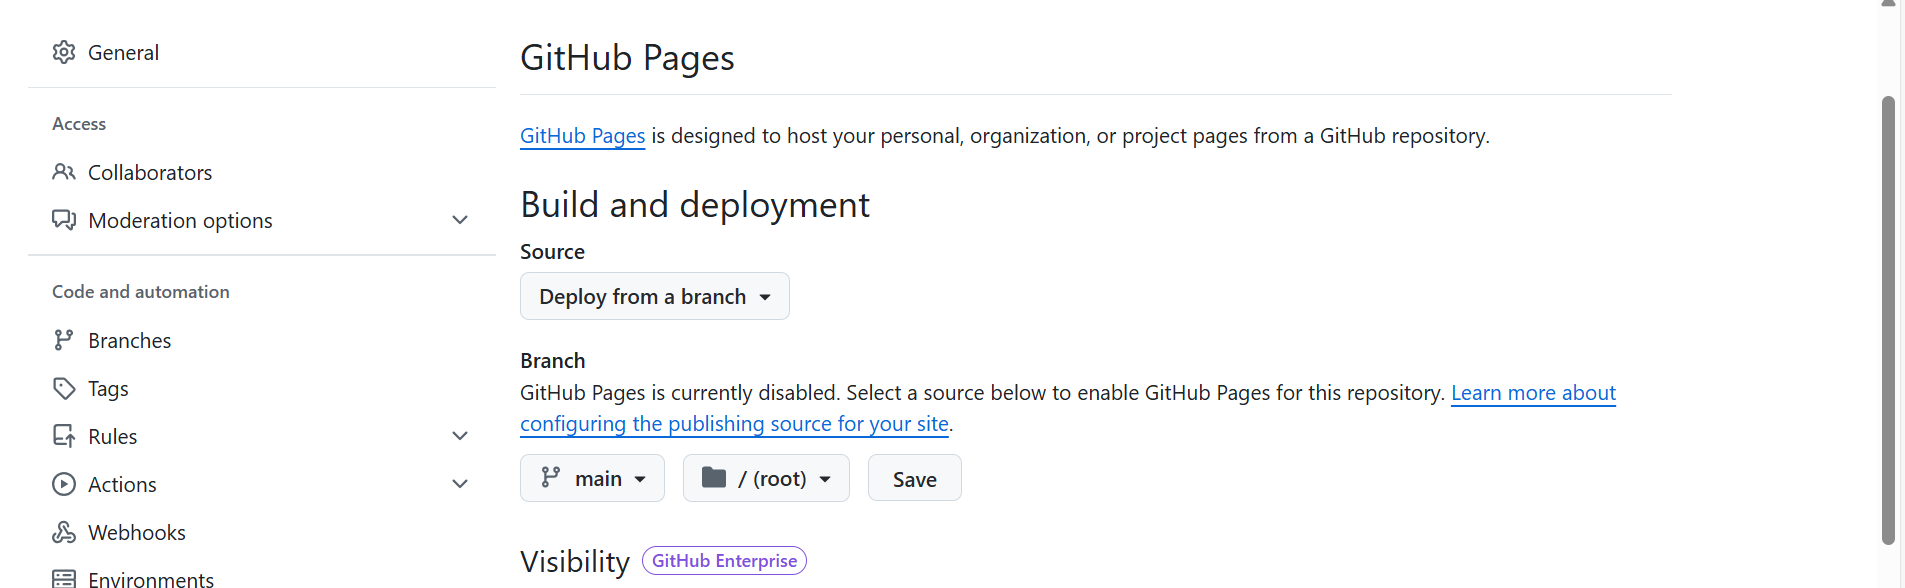 General
Access
Collaborators
Moderation options
Code and automation
Branches
Tags
Rules
Actions
Webhooks
Environments
GitHub Pages
GitHub Pages is designed to host your personal, organization, or project pages from a GitHub repository.
Build and deployment
Source
Deploy from a branch
Branch
GitHub Pages is currently disabled. Select a source below to enable GitHub Pages for this repository. Learn more about
configuring the publishing source for your site.
main / (root) Save
Visibility GitHub Enterprise